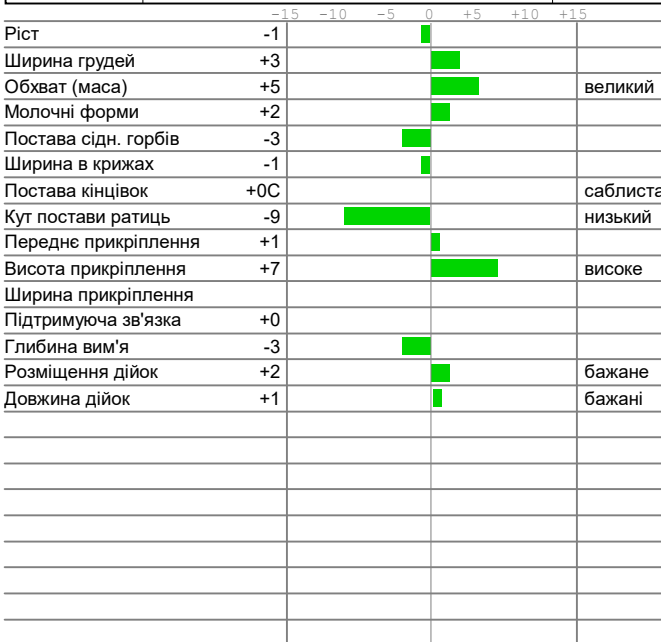 -15 -10 -5 0 +5 +10 +15
Ріст -1
Ширина грудей +3
Обхват (маса) +5 великий
Молочні форми +2
Постава сідн. горбів -3
Ширина в крижах -1
Постава кінцівок +0C саблиста
Кут постави ратиць -9 низький
Переднє прикріплення +1
Висота прикріплення +7 високе
Ширина прикріплення
Підтримуюча зв'язка +0
Глибина вим'я -3
Розміщення дійок +2 бажане
Довжина дійок +1 бажані